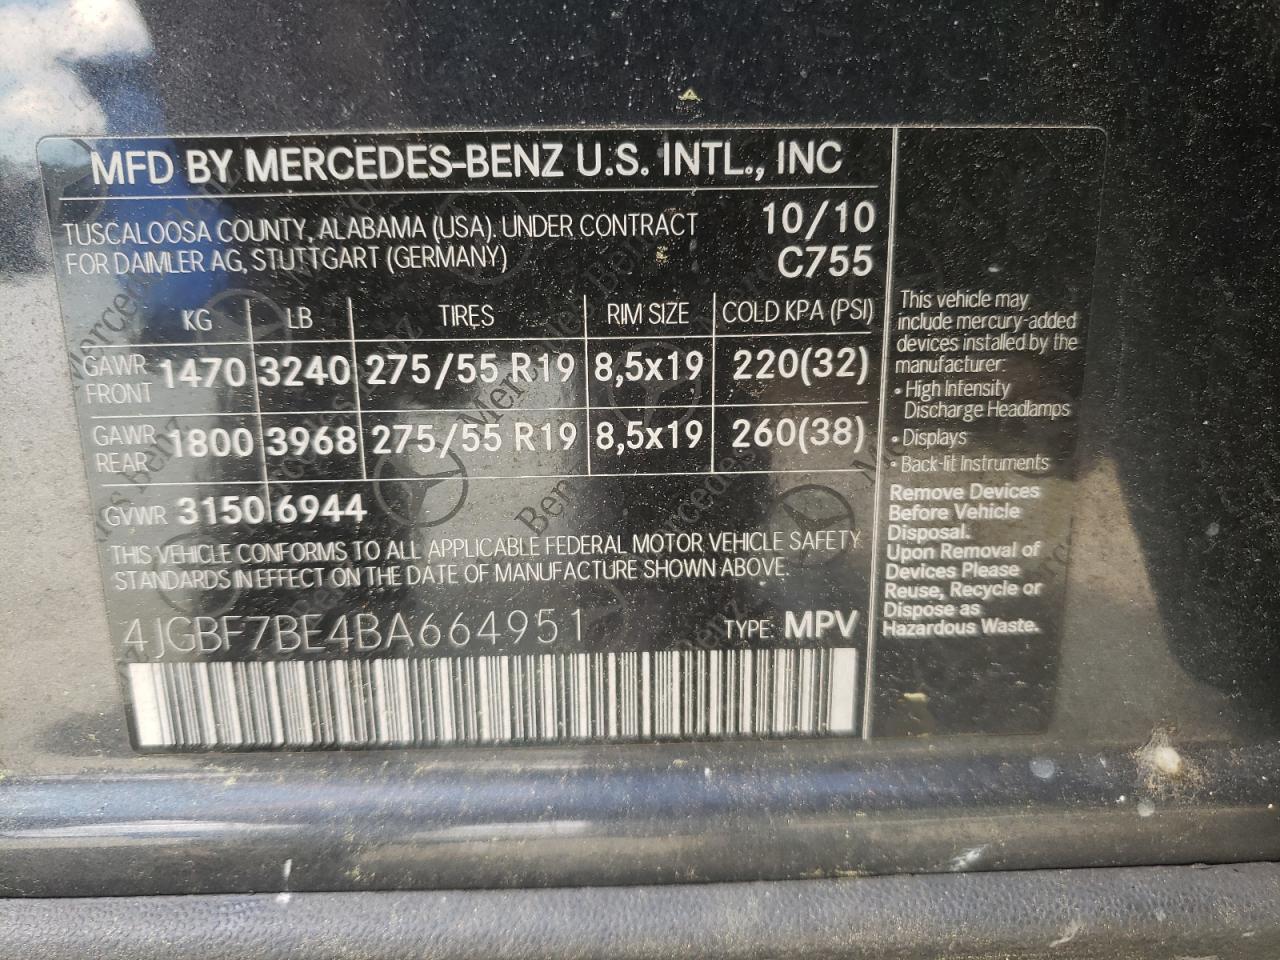 MFD BY MERCEDES-BENZ U.S. INTL., INC
TUSCALOOSA COUNTY, ALABAMA (USA). UNDER CONTRACT 10/10
FOR DAIMLER AG, STUTTGART (GERMANY) C755
KG LB TIRES RIM SIZE COLD KPA (PSI)
GAWR FRONT 1470 3240 275/55 R19 8,5x19 220(32)
GAWR REAR 1800 3968 275/55 R19 8,5x19 260(38)
GVWR 3150 6944
THIS VEHICLE CONFORMS TO ALL APPLICABLE FEDERAL MOTOR VEHICLE SAFETY
STANDARDS IN EFFECT ON THE DATE OF MANUFACTURE SHOWN ABOVE.
4JGBF7BE4BA664951 TYPE: MPV
This vehicle may
include mercury-added
devices installed by the
manufacturer:
• High Intensity
Discharge Headlamps
• Displays
• Back-lit Instruments
Remove Devices
Before Vehicle
Disposal.
Upon Removal of
Devices Please
Reuse, Recycle or
Dispose as
Hazardous Waste.